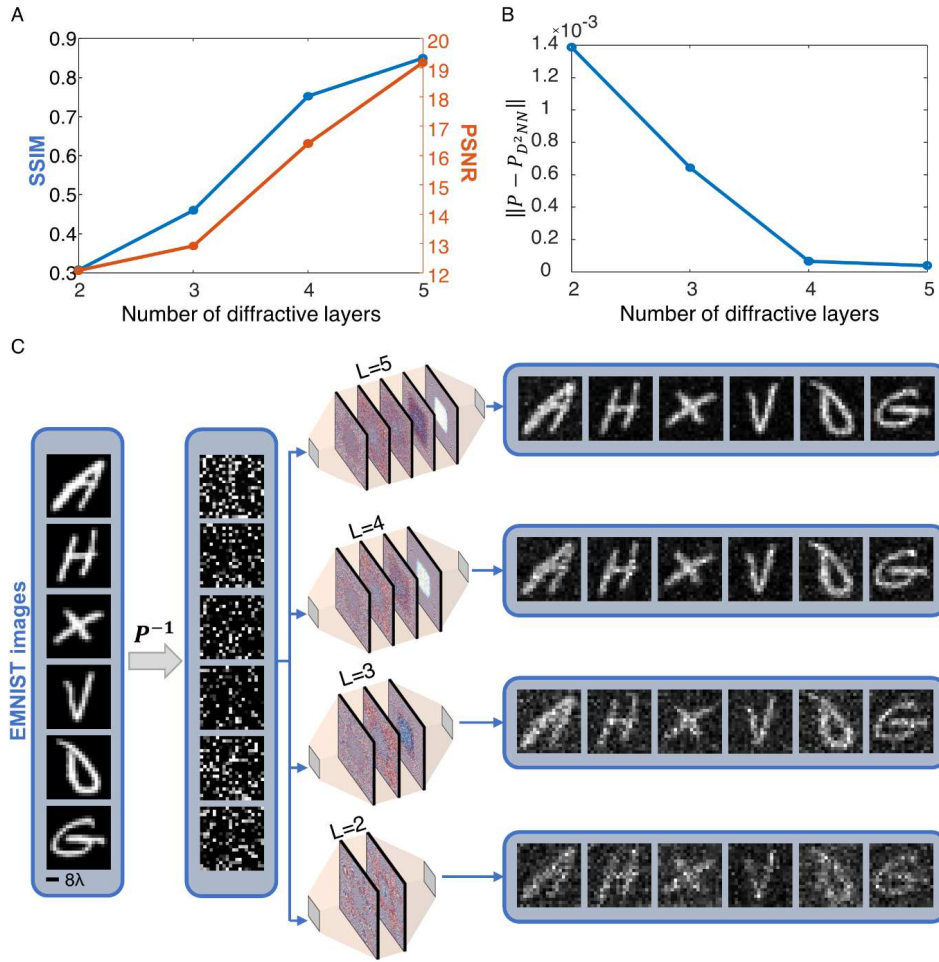 A
B
SSIM
0.9
0.8
0.7
0.6
0.5
0.4
0.3
20
19
18
17
16
15
14
13
12
PSNR
2
3
4
5
Number of diffractive layers
×10⁻³
‖P − P_{D²NN}‖
1.4
1.2
1
0.8
0.6
0.4
0.2
0
2
3
4
5
Number of diffractive layers
C
EMNIST images
A
H
X
V
D
G
8λ
P⁻¹
L=5
A H X V D G
L=4
A H X V D G
L=3
A H X V D G
L=2
A H X V D G